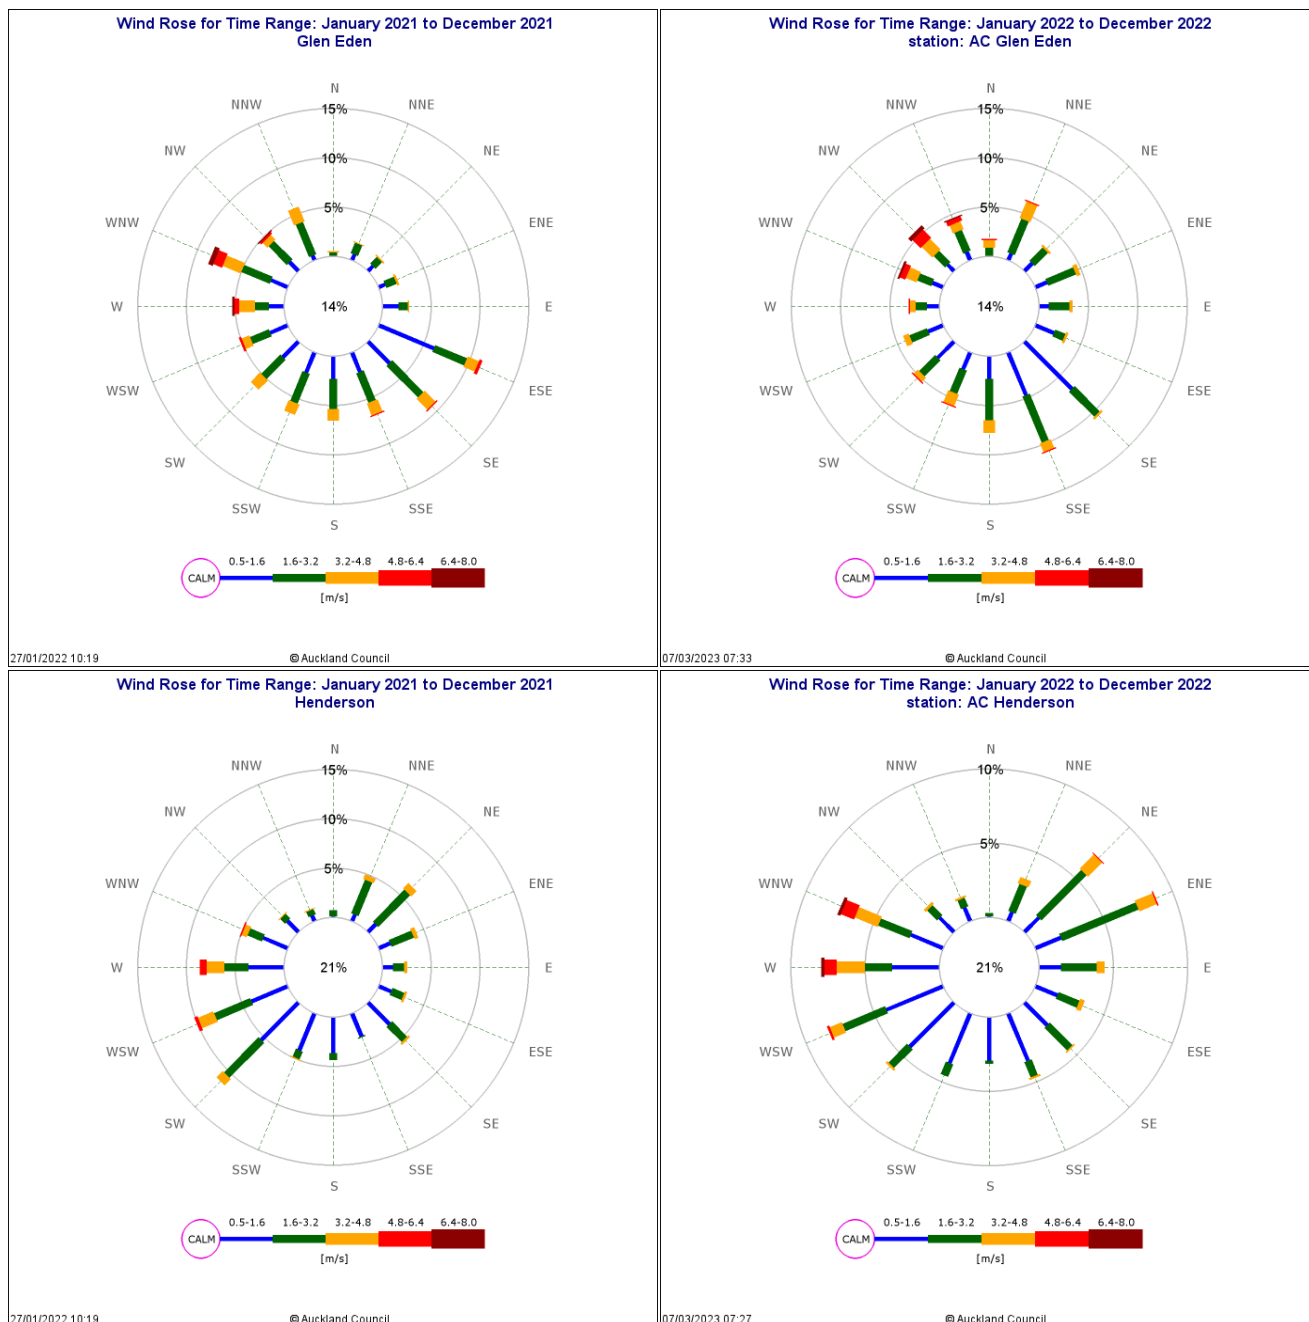 Wind Rose for Time Range: January 2021 to December 2021
Glen Eden
N
NNW
NNE
15%
NW
NE
10%
WNW
ENE
5%
W
14%
E
WSW
ESE
SW
SE
SSW
SSE
S
0.5-1.6 1.6-3.2 3.2-4.8 4.8-6.4 6.4-8.0
CALM
[m/s]
27/01/2022 10:19 © Auckland Council
Wind Rose for Time Range: January 2022 to December 2022
station: AC Glen Eden
N
NNW
NNE
15%
NW
NE
10%
WNW
ENE
5%
W
14%
E
WSW
ESE
SW
SE
SSW
SSE
S
0.5-1.6 1.6-3.2 3.2-4.8 4.8-6.4 6.4-8.0
CALM
[m/s]
07/03/2023 07:33 © Auckland Council
Wind Rose for Time Range: January 2021 to December 2021
Henderson
N
NNW
NNE
15%
NW
NE
10%
WNW
ENE
5%
W
21%
E
WSW
ESE
SW
SE
SSW
SSE
S
0.5-1.6 1.6-3.2 3.2-4.8 4.8-6.4 6.4-8.0
CALM
[m/s]
27/01/2022 10:19 © Auckland Council
Wind Rose for Time Range: January 2022 to December 2022
station: AC Henderson
N
NNW
NNE
10%
NW
NE
5%
WNW
ENE
W
21%
E
WSW
ESE
SW
SE
SSW
SSE
S
0.5-1.6 1.6-3.2 3.2-4.8 4.8-6.4 6.4-8.0
CALM
[m/s]
07/03/2023 07:27 © Auckland Council